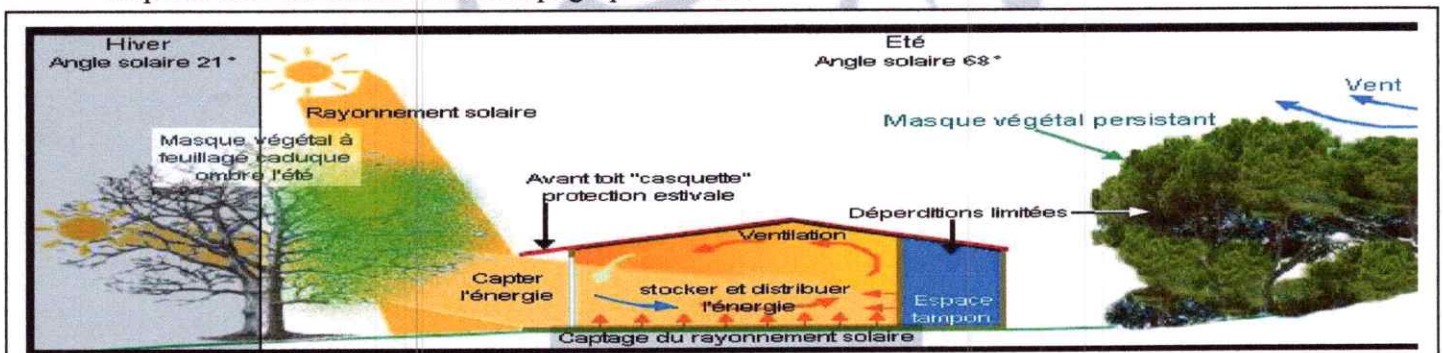 Hiver
Angle solaire 21°
Eté
Angle solaire 68°
Vent
Rayonnement solaire
Masque végétal persistant
Masque végétal à
feuillage caduque
ombre l'été
Avant toit "casquette"
protection estivale
Déperditions limitées
Ventilation
Capter
l'énergie
stocker et distribuer
l'énergie
Espace
tampon
Captage du rayonnement solaire